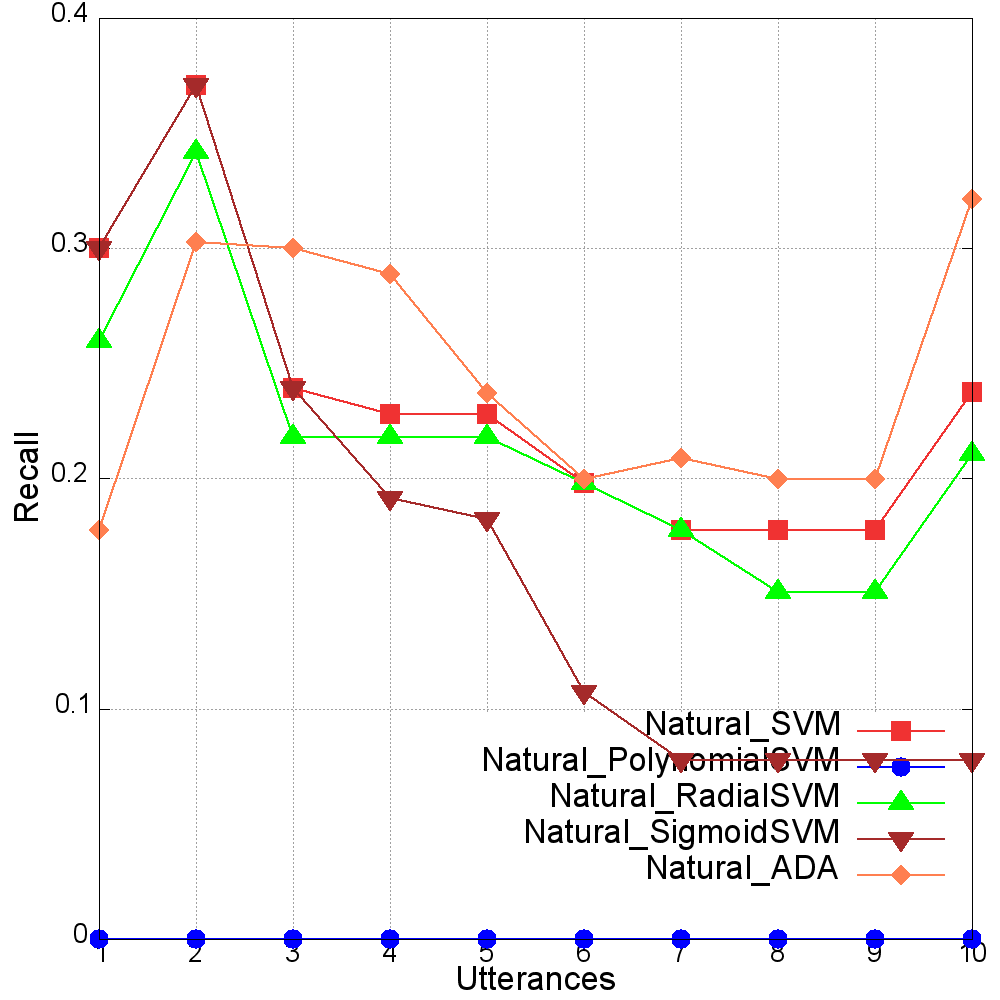 0.4
0.3
0.2
0.1
0
Recall
Natural_SVM
Natural_PolynomialSVM
Natural_RadialSVM
Natural_SigmoidSVM
Natural_ADA
1 2 3 4 5 6 7 8 9 10
Utterances